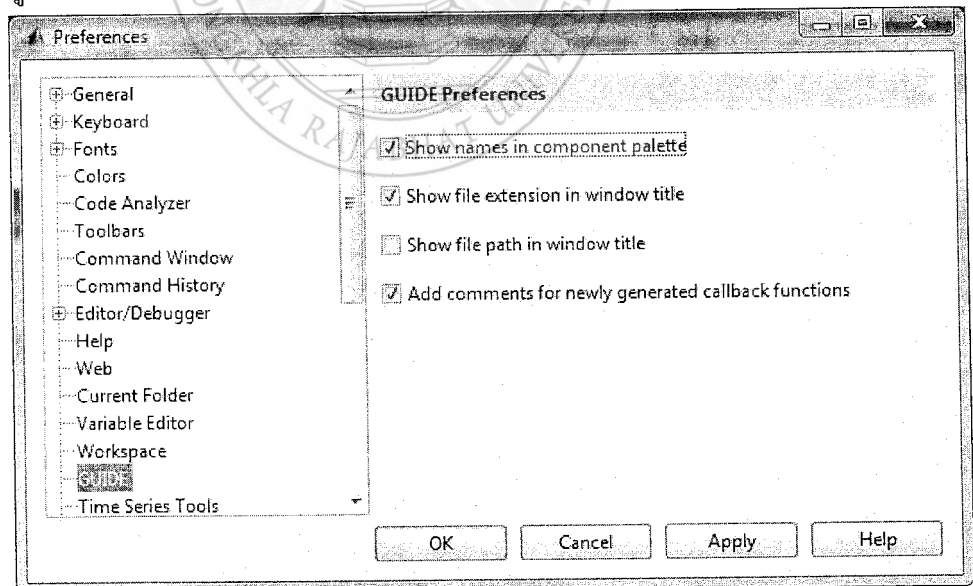 Preferences
General
Keyboard
Fonts
Colors
Code Analyzer
Toolbars
Command Window
Command History
Editor/Debugger
Help
Web
Current Folder
Variable Editor
Workspace
GUIDE
Time Series Tools
GUIDE Preferences
Show names in component palette
Show file extension in window title
Show file path in window title
Add comments for newly generated callback functions
OK
Cancel
Apply
Help